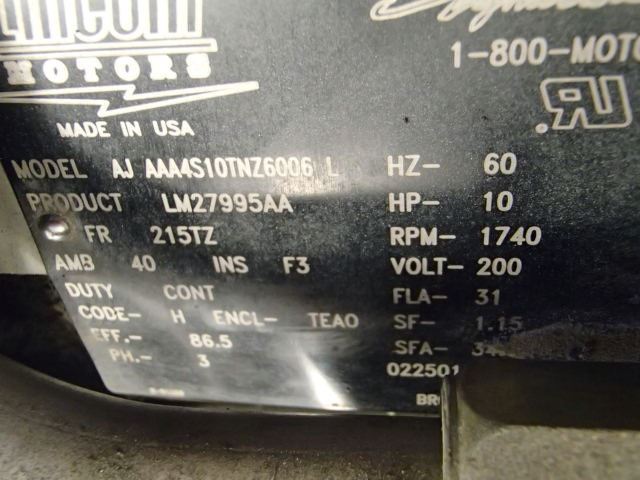 MOTORS
1-800-MOTO
MADE IN USA
MODEL AJ AAA4S10TNZ6006 L HZ- 60
PRODUCT LM27995AA HP- 10
FR 215TZ RPM- 1740
AMB 40 INS F3 VOLT- 200
DUTY CONT FLA- 31
CODE- H ENCL- TEAO SF- 1.15
EFF.- 86.5 SFA- 34
PH.- 3 022501